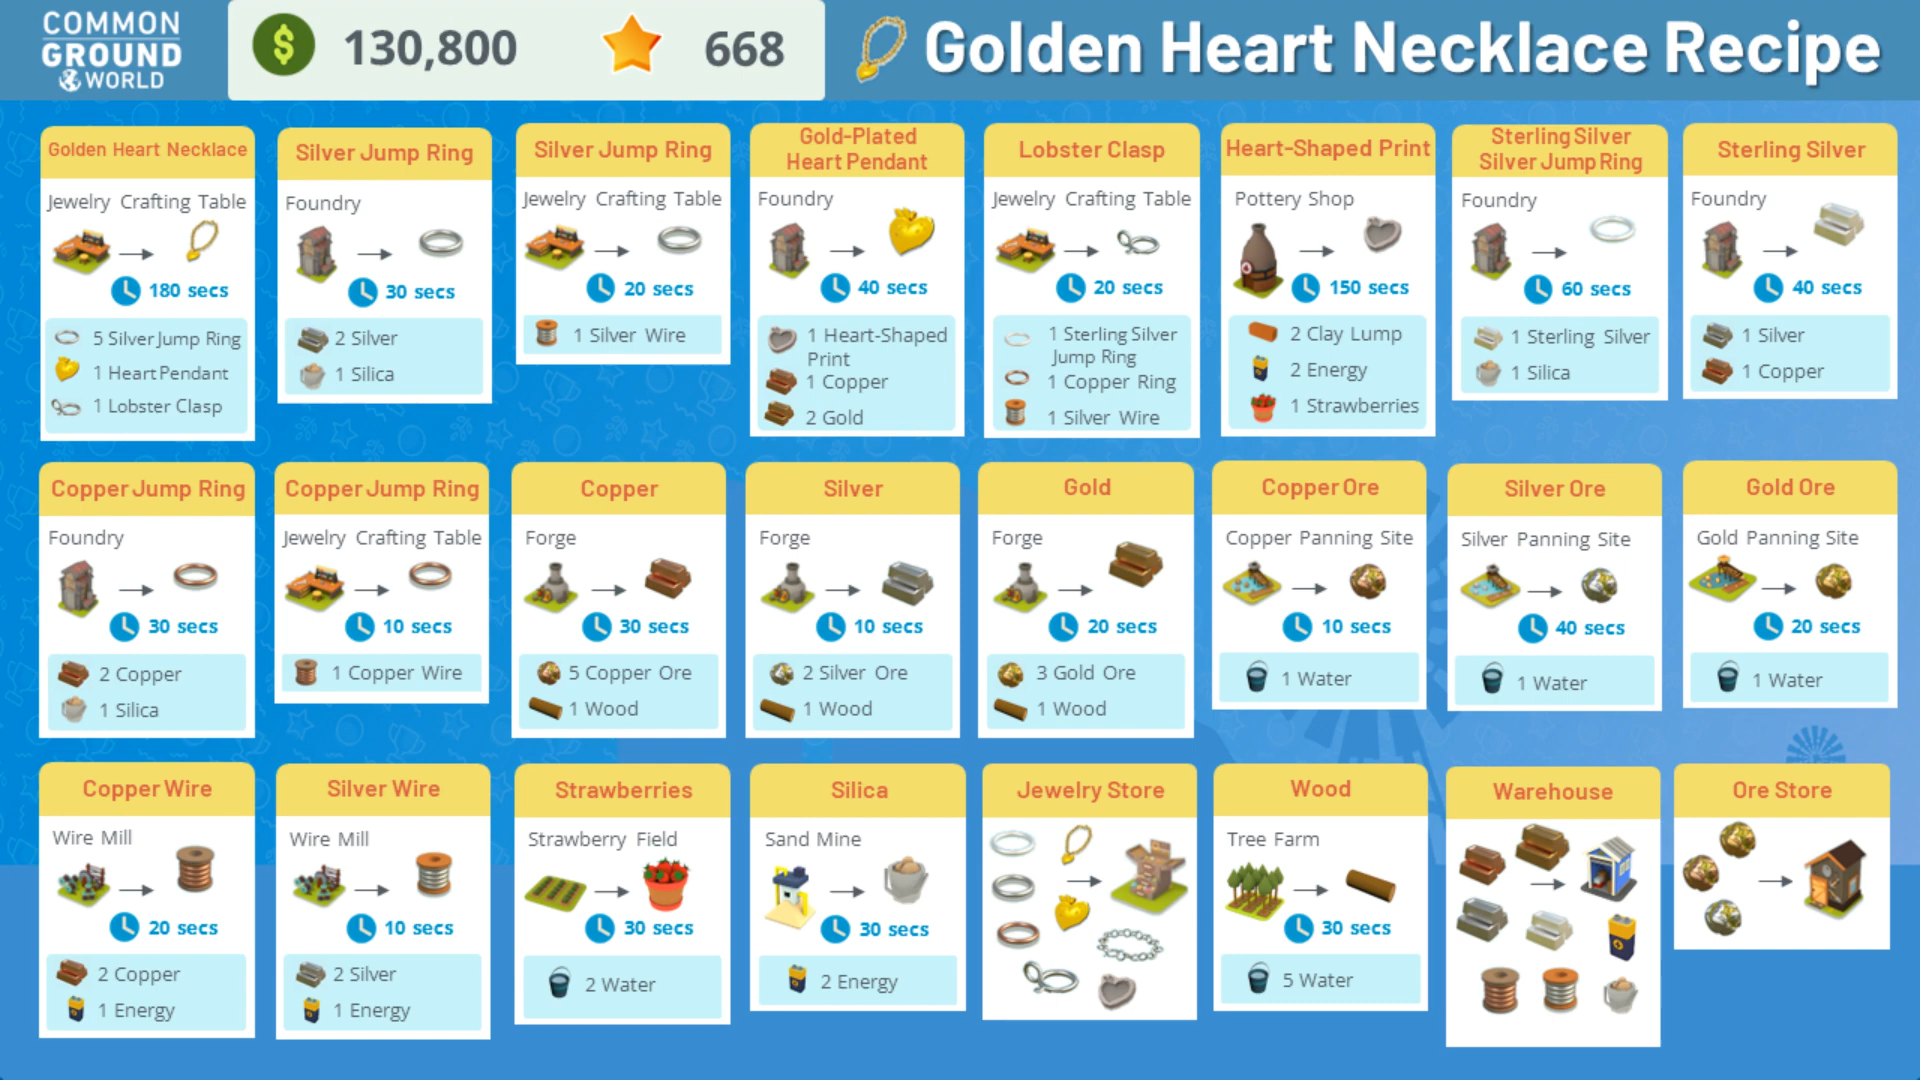 COMMON
GROUND
WORLD
$ 130,800
668
Golden Heart Necklace Recipe
Golden Heart Necklace
Jewelry Crafting Table
180 secs
5 Silver Jump Ring
1 Heart Pendant
1 Lobster Clasp
Silver Jump Ring
Foundry
30 secs
2 Silver
1 Silica
Silver Jump Ring
Jewelry Crafting Table
20 secs
1 Silver Wire
Gold-Plated
Heart Pendant
Foundry
40 secs
1 Heart-Shaped
Print
1 Copper
2 Gold
Lobster Clasp
Jewelry Crafting Table
20 secs
1 Sterling Silver
Jump Ring
1 Copper Ring
1 Silver Wire
Heart-Shaped Print
Pottery Shop
150 secs
2 Clay Lump
2 Energy
1 Strawberries
Sterling Silver
Silver Jump Ring
Foundry
60 secs
1 Sterling Silver
1 Silica
Sterling Silver
Foundry
40 secs
1 Silver
1 Copper
Copper Jump Ring
Foundry
30 secs
2 Copper
1 Silica
Copper Jump Ring
Jewelry Crafting Table
10 secs
1 Copper Wire
Copper
Forge
30 secs
5 Copper Ore
1 Wood
Silver
Forge
10 secs
2 Silver Ore
1 Wood
Gold
Forge
20 secs
3 Gold Ore
1 Wood
Copper Ore
Copper Panning Site
10 secs
1 Water
Silver Ore
Silver Panning Site
40 secs
1 Water
Gold Ore
Gold Panning Site
20 secs
1 Water
Copper Wire
Wire Mill
20 secs
2 Copper
1 Energy
Silver Wire
Wire Mill
10 secs
2 Silver
1 Energy
Strawberries
Strawberry Field
30 secs
2 Water
Silica
Sand Mine
30 secs
2 Energy
Jewelry Store
Wood
Tree Farm
30 secs
5 Water
Warehouse
Ore Store